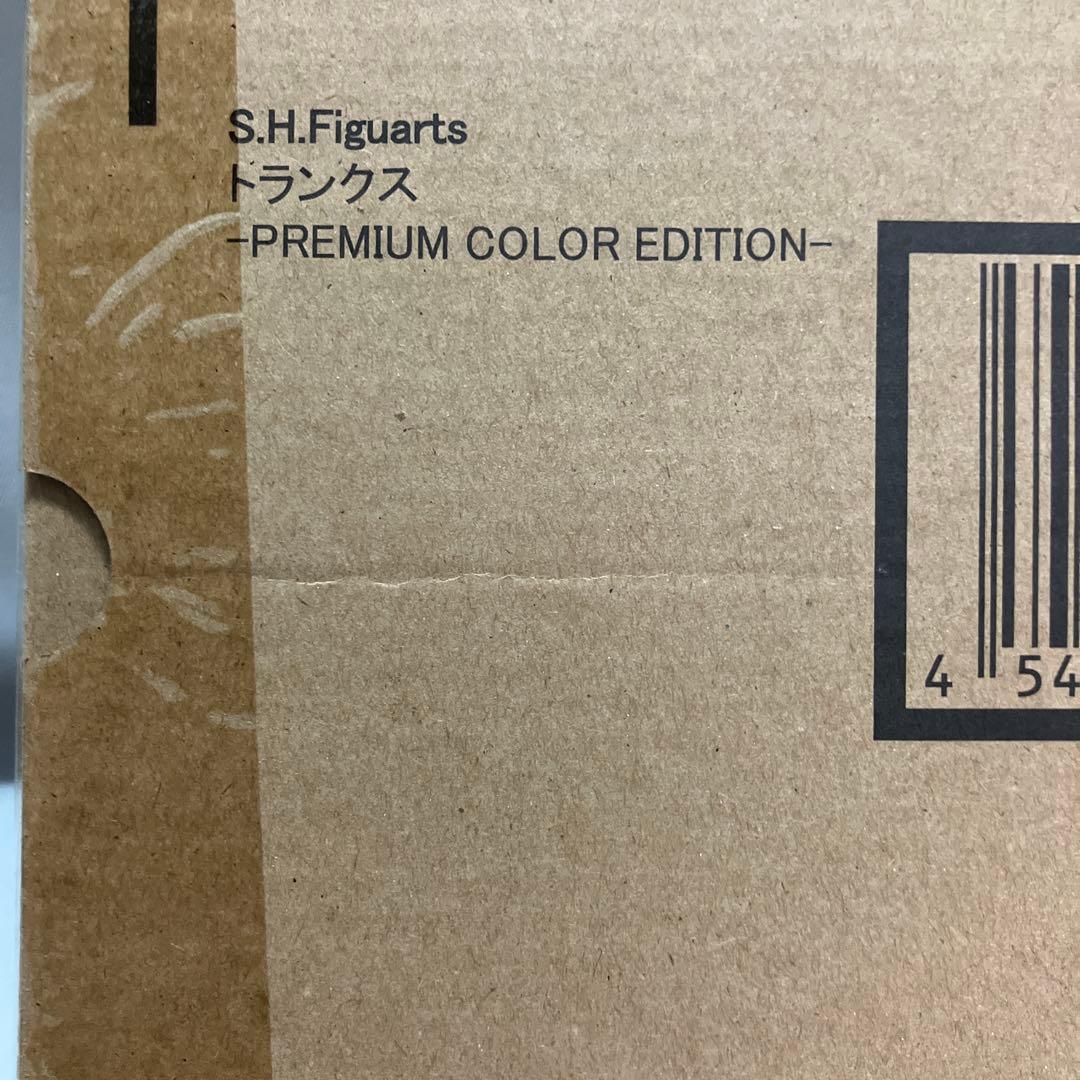 S.H.Figuarts
トランクス
-PREMIUM COLOR EDITION-
4 54